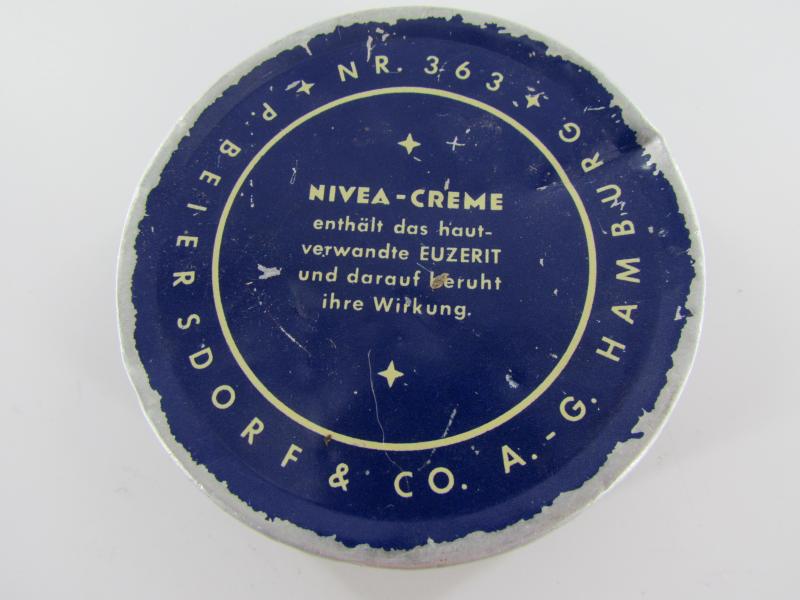 NR. 363
P. BEIERSDORF & CO. A.-G. HAMBURG
NIVEA-CREME
enthält das haut-
verwandte EUZERIT
und darauf beruht
ihre Wirkung.